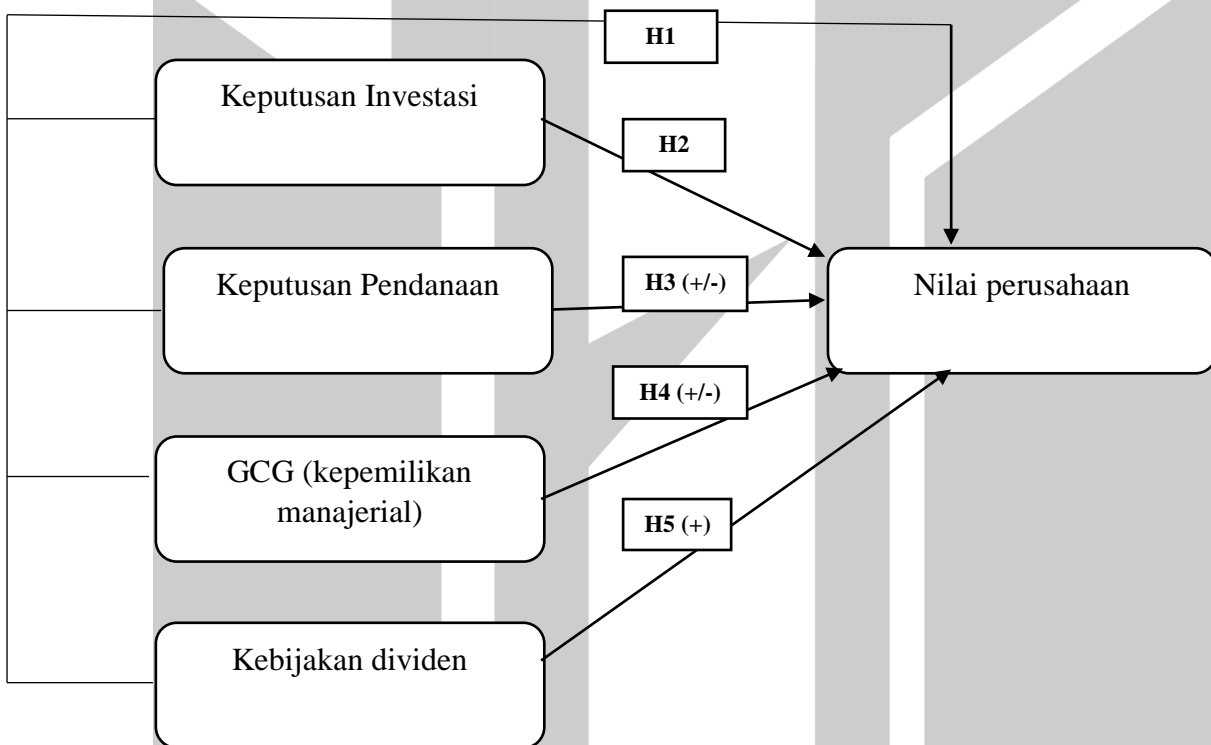 H1
Keputusan Investasi
H2
Keputusan Pendanaan
H3 (+/-)
Nilai perusahaan
H4 (+/-)
GCG (kepemilikan
manajerial)
H5 (+)
Kebijakan dividen